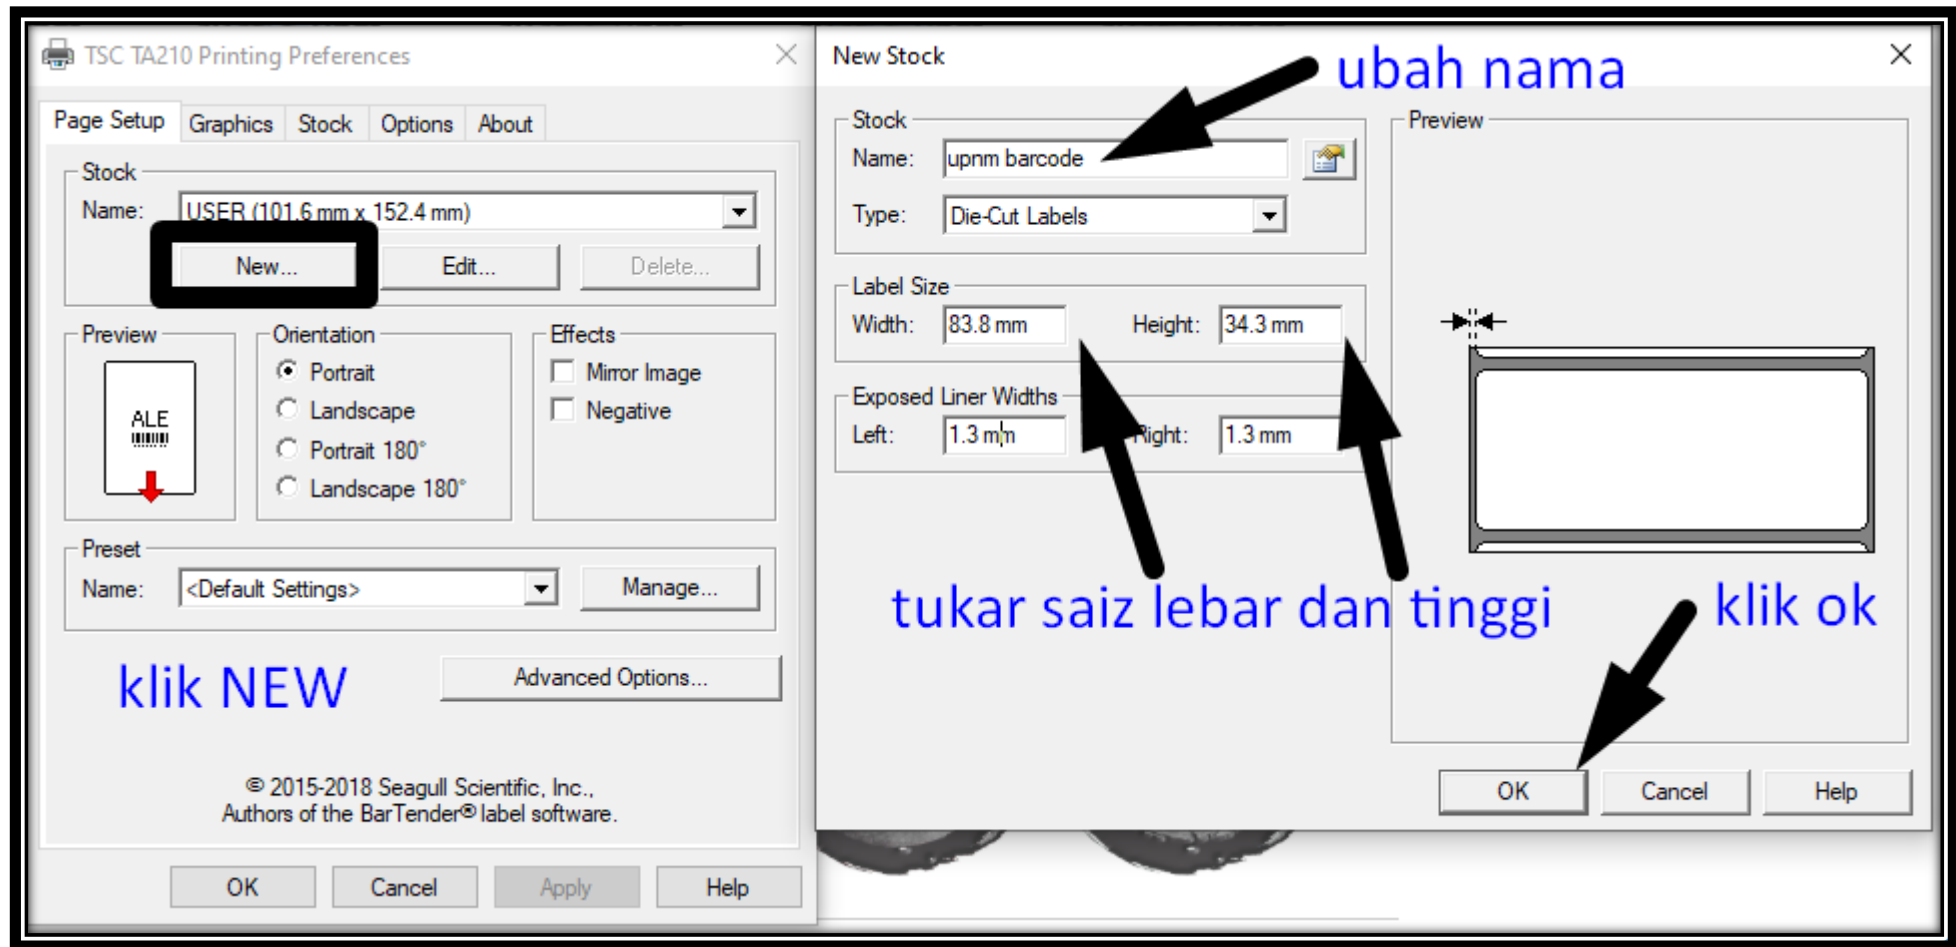 TSC TA210 Printing Preferences
Page Setup Graphics Stock Options About
Stock
Name: USER (101.6 mm x 152.4 mm)
New... Edit... Delete...
Preview
ALE
Orientation
Portrait
Landscape
Portrait 180°
Landscape 180°
Effects
Mirror Image
Negative
Preset
Name: <Default Settings> Manage...
klik NEW
Advanced Options...
© 2015-2018 Seagull Scientific, Inc.,
Authors of the BarTender® label software.
OK Cancel Apply Help
New Stock
ubah nama
Stock
Name: upnm barcode
Type: Die-Cut Labels
Label Size
Width: 83.8 mm Height: 34.3 mm
Exposed Liner Widths
Left: 1.3 mm Right: 1.3 mm
Preview
tukar saiz lebar dan tinggi
klik ok
OK Cancel Help